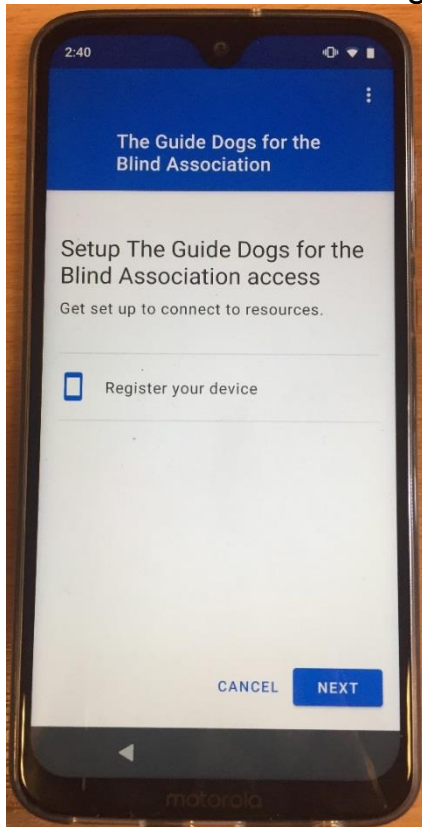 2:40
The Guide Dogs for the
Blind Association
Setup The Guide Dogs for the
Blind Association access
Get set up to connect to resources.
Register your device
CANCEL NEXT
motorola